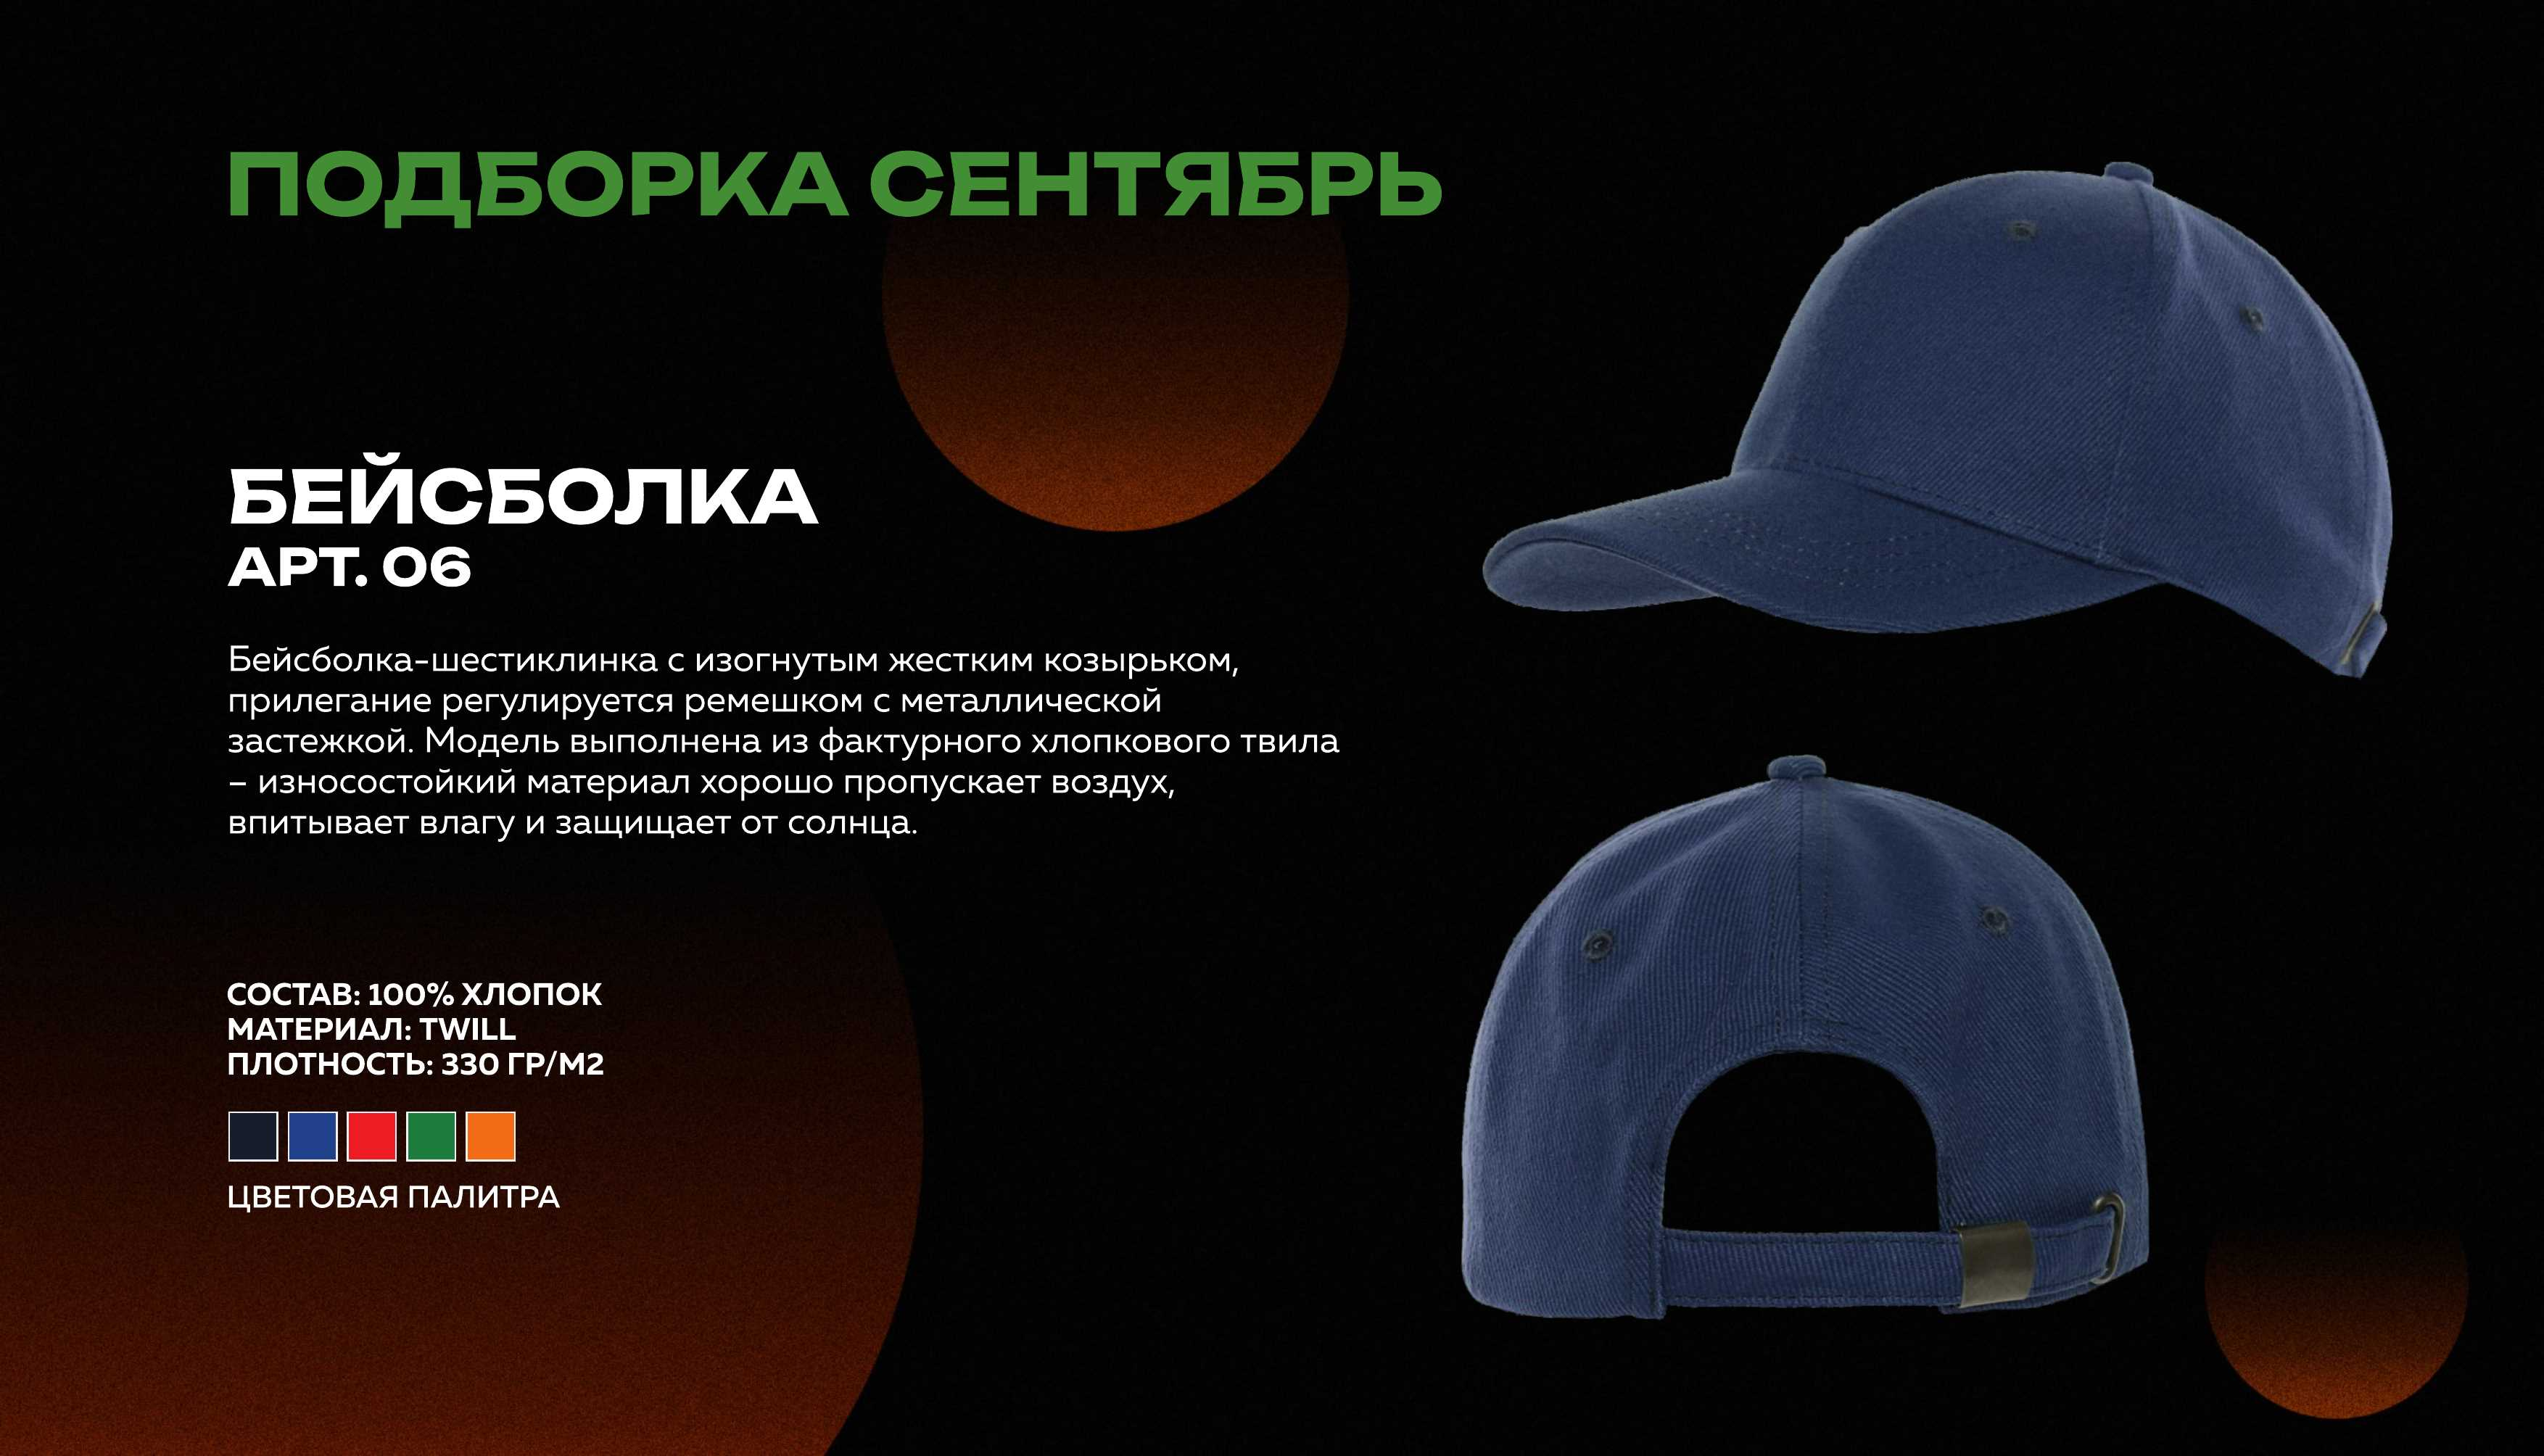 ПОДБОРКА СЕНТЯБРЬ
БЕЙСБОЛКА
АРТ. 06
Бейсболка-шестиклинка с изогнутым жестким козырьком,
прилегание регулируется ремешком с металлической
застежкой. Модель выполнена из фактурного хлопкового твила
– износостойкий материал хорошо пропускает воздух,
впитывает влагу и защищает от солнца.
СОСТАВ: 100% ХЛОПОК
МАТЕРИАЛ: TWILL
ПЛОТНОСТЬ: 330 ГР/М2
ЦВЕТОВАЯ ПАЛИТРА